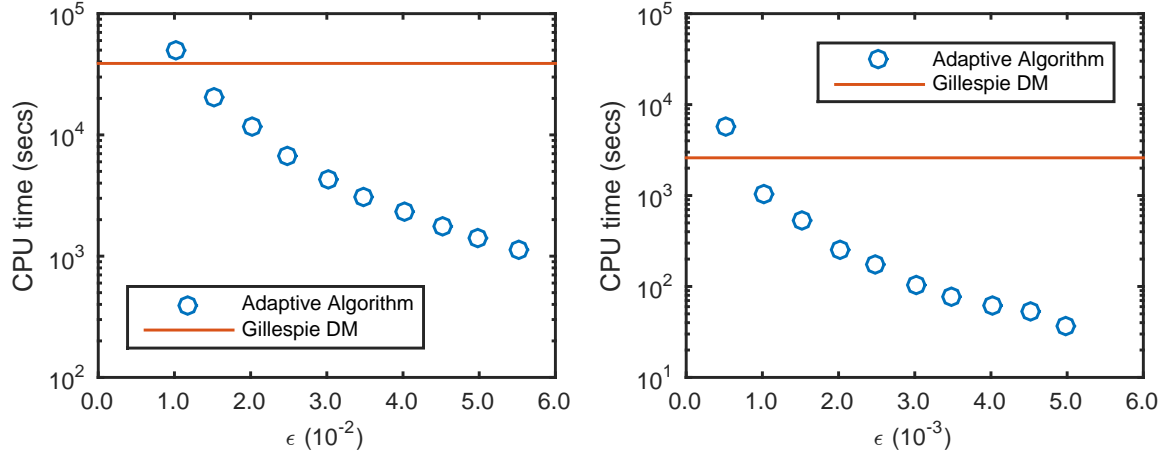 10^5
10^4
10^3
10^2
CPU time (secs)
0.0 1.0 2.0 3.0 4.0 5.0 6.0
ϵ (10^-2)
Adaptive Algorithm
Gillespie DM
10^5
10^4
10^3
10^2
10^1
CPU time (secs)
0.0 1.0 2.0 3.0 4.0 5.0 6.0
ϵ (10^-3)
Adaptive Algorithm
Gillespie DM